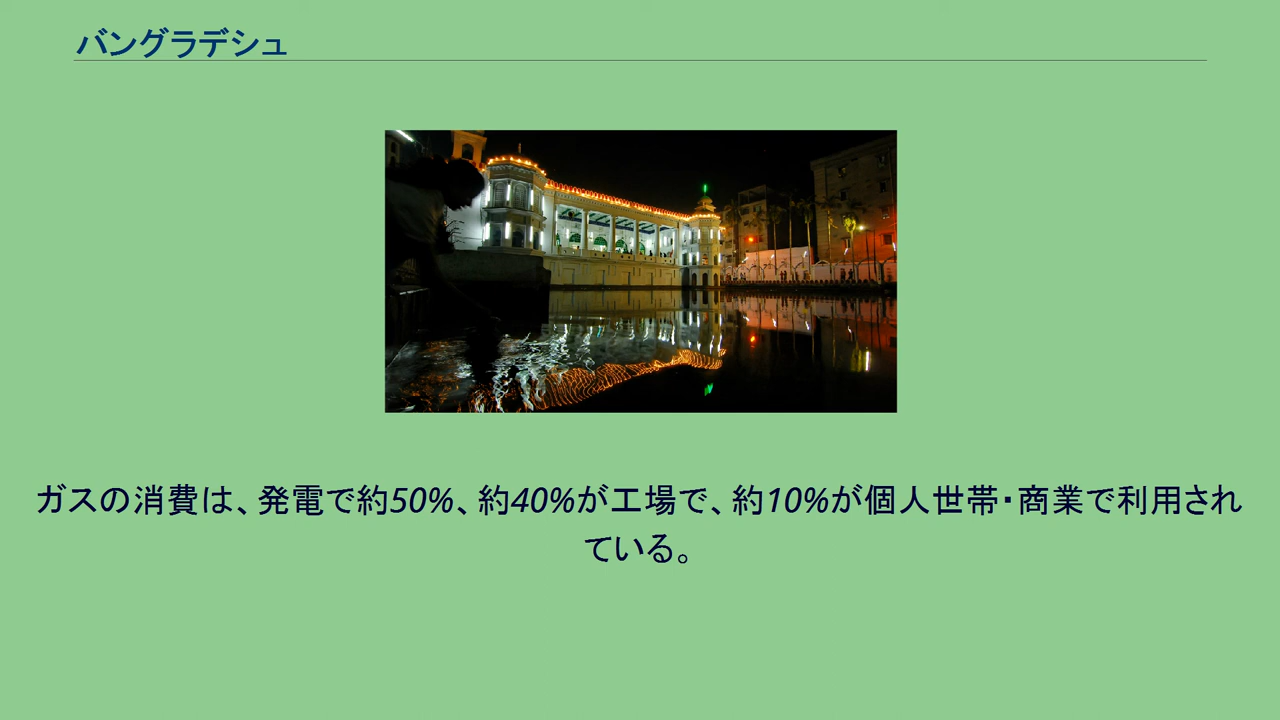 バングラデシュ
ガスの消費は、発電で約50%、約40%が工場で、約10%が個人世帯・商業で利用され
ている。